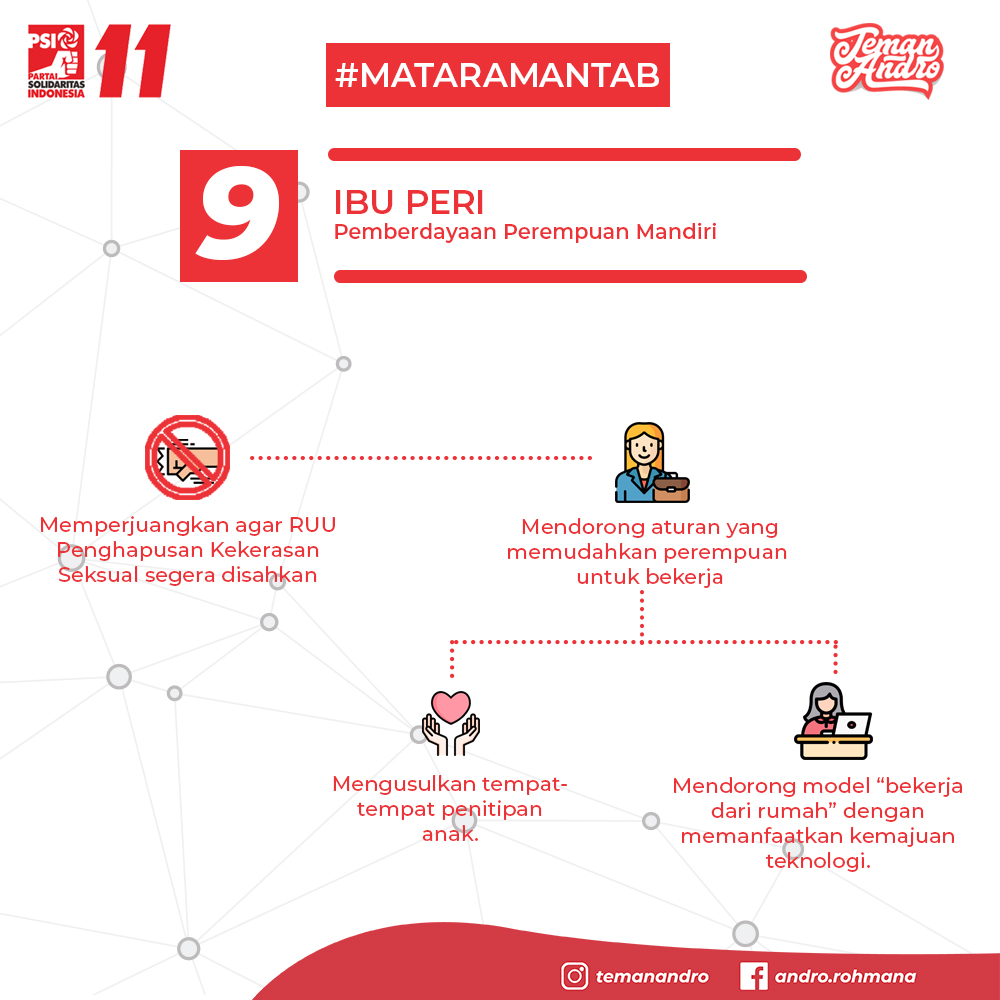 PSI
PARTAI
SOLIDARITAS
INDONESIA
11
#MATARAMANTAB
Teman
Andro
9
IBU PERI
Pemberdayaan Perempuan Mandiri
Memperjuangkan agar RUU
Penghapusan Kekerasan
Seksual segera disahkan
Mendorong aturan yang
memudahkan perempuan
untuk bekerja
Mengusulkan tempat-
tempat penitipan
anak.
Mendorong model “bekerja
dari rumah” dengan
memanfaatkan kemajuan
teknologi.
temanandro
andro.rohmana